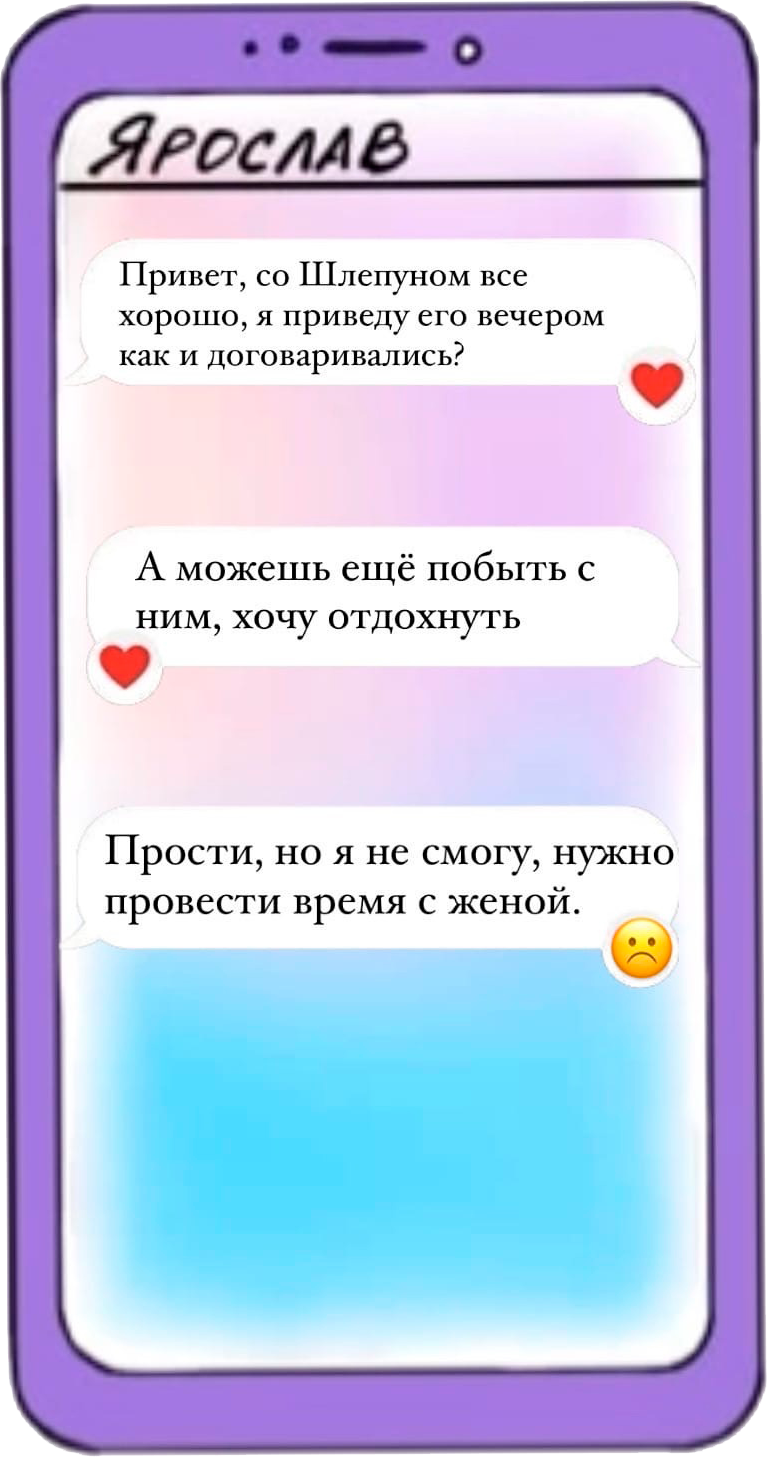 ЯРОСЛАВ
Привет, со Шлепуном все
хорошо, я приведу его вечером
как и договаривались?
А можешь ещё побыть с
ним, хочу отдохнуть
Прости, но я не смогу, нужно
провести время с женой.